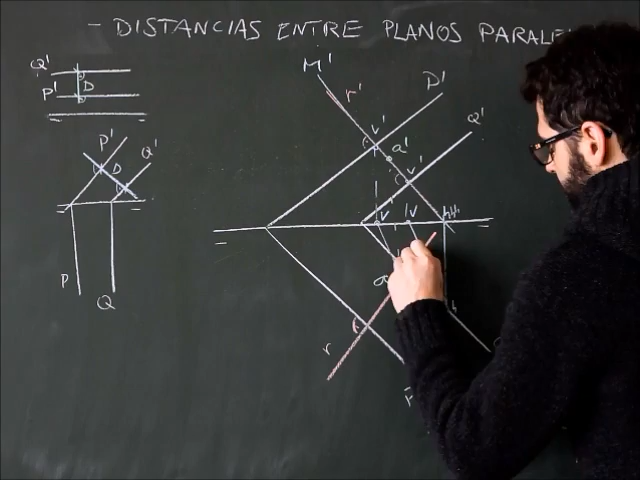 - DISTANCIAS ENTRE PLANOS PARALE
Q'
P'
D
P'
D
Q'
P
Q
M'
r'
D'
V'
a'
Q'
V'
V
V
r